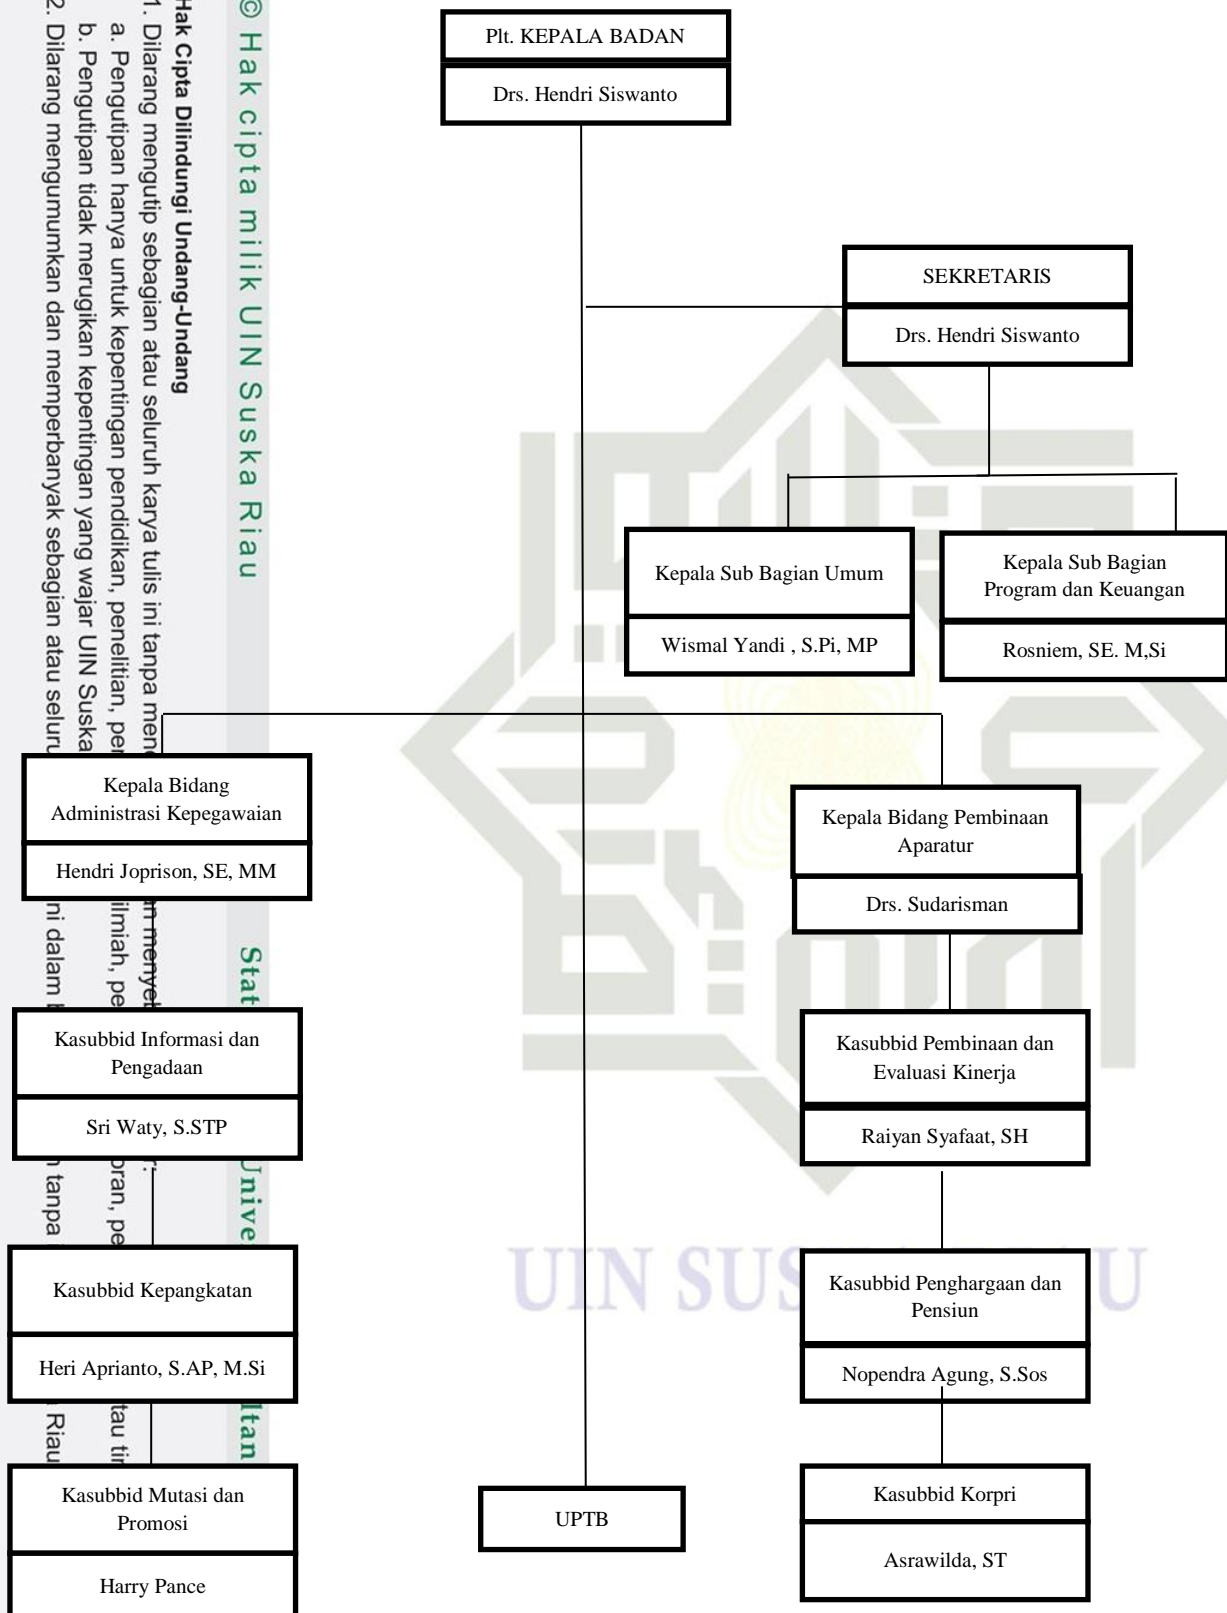 Plt. KEPALA BADAN
Drs. Hendri Siswanto
SEKRETARIS
Drs. Hendri Siswanto
Kepala Sub Bagian Umum
Wismal Yandi , S.Pi, MP
Kepala Sub Bagian
Program dan Keuangan
Rosniem, SE. M,Si
Kepala Bidang
Administrasi Kepegawaian
Hendri Joprison, SE, MM
Kepala Bidang Pembinaan
Aparatur
Drs. Sudarisman
Kasubbid Informasi dan
Pengadaan
Sri Waty, S.STP
Kasubbid Pembinaan dan
Evaluasi Kinerja
Raiyan Syafaat, SH
Kasubbid Kepangkatan
Heri Aprianto, S.AP, M.Si
Kasubbid Penghargaan dan
Pensiun
Nopendra Agung, S.Sos
Kasubbid Mutasi dan
Promosi
Harry Pance
UPTB
Kasubbid Korpri
Asrawilda, ST
© Hak cipta milik UIN Suska Riau
Hak Cipta Dilindungi Undang-Undang
1. Dilarang mengutip sebagian atau seluruh karya tulis ini tanpa
a. Pengutipan hanya untuk kepentingan pendidikan, penelitian, ilmiah,
b. Pengutipan tidak merugikan kepentingan yang wajar UIN Suska
2. Dilarang mengumumkan dan memperbanyak sebagian atau dalam tanpa Riau
UIN